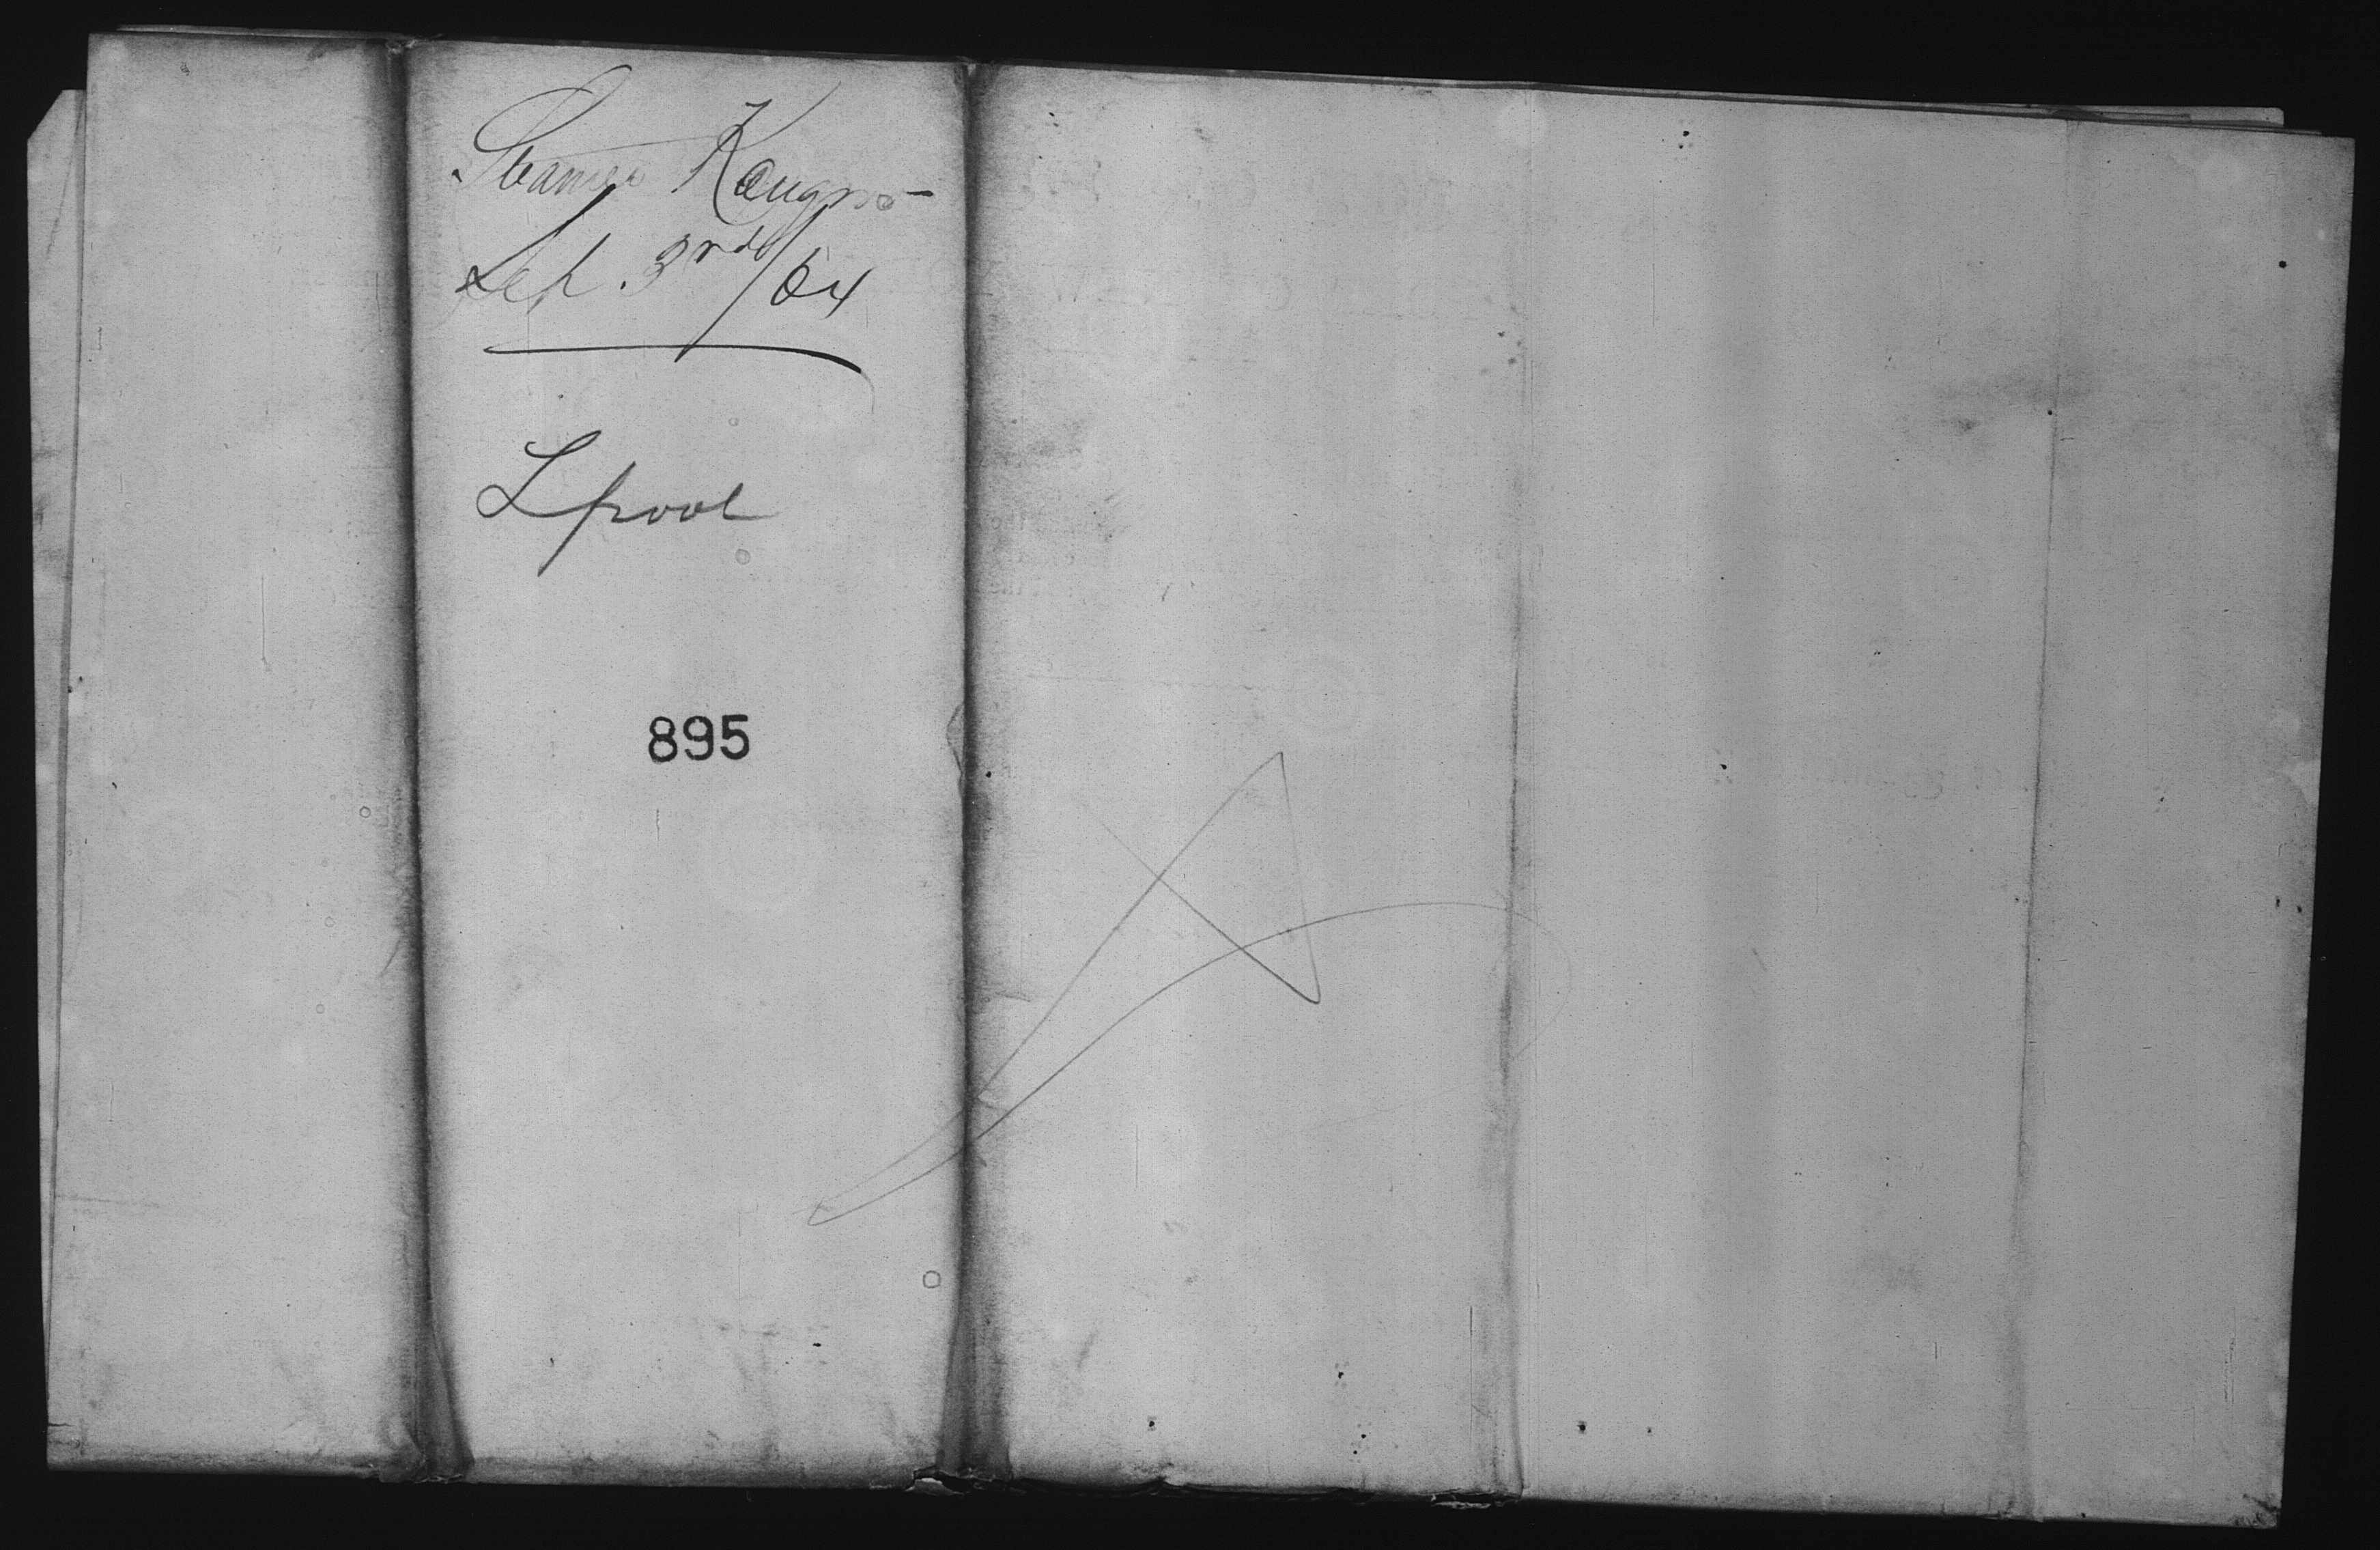 Steamer Kangaroo
Sep. 3rd/64
Lpool
895